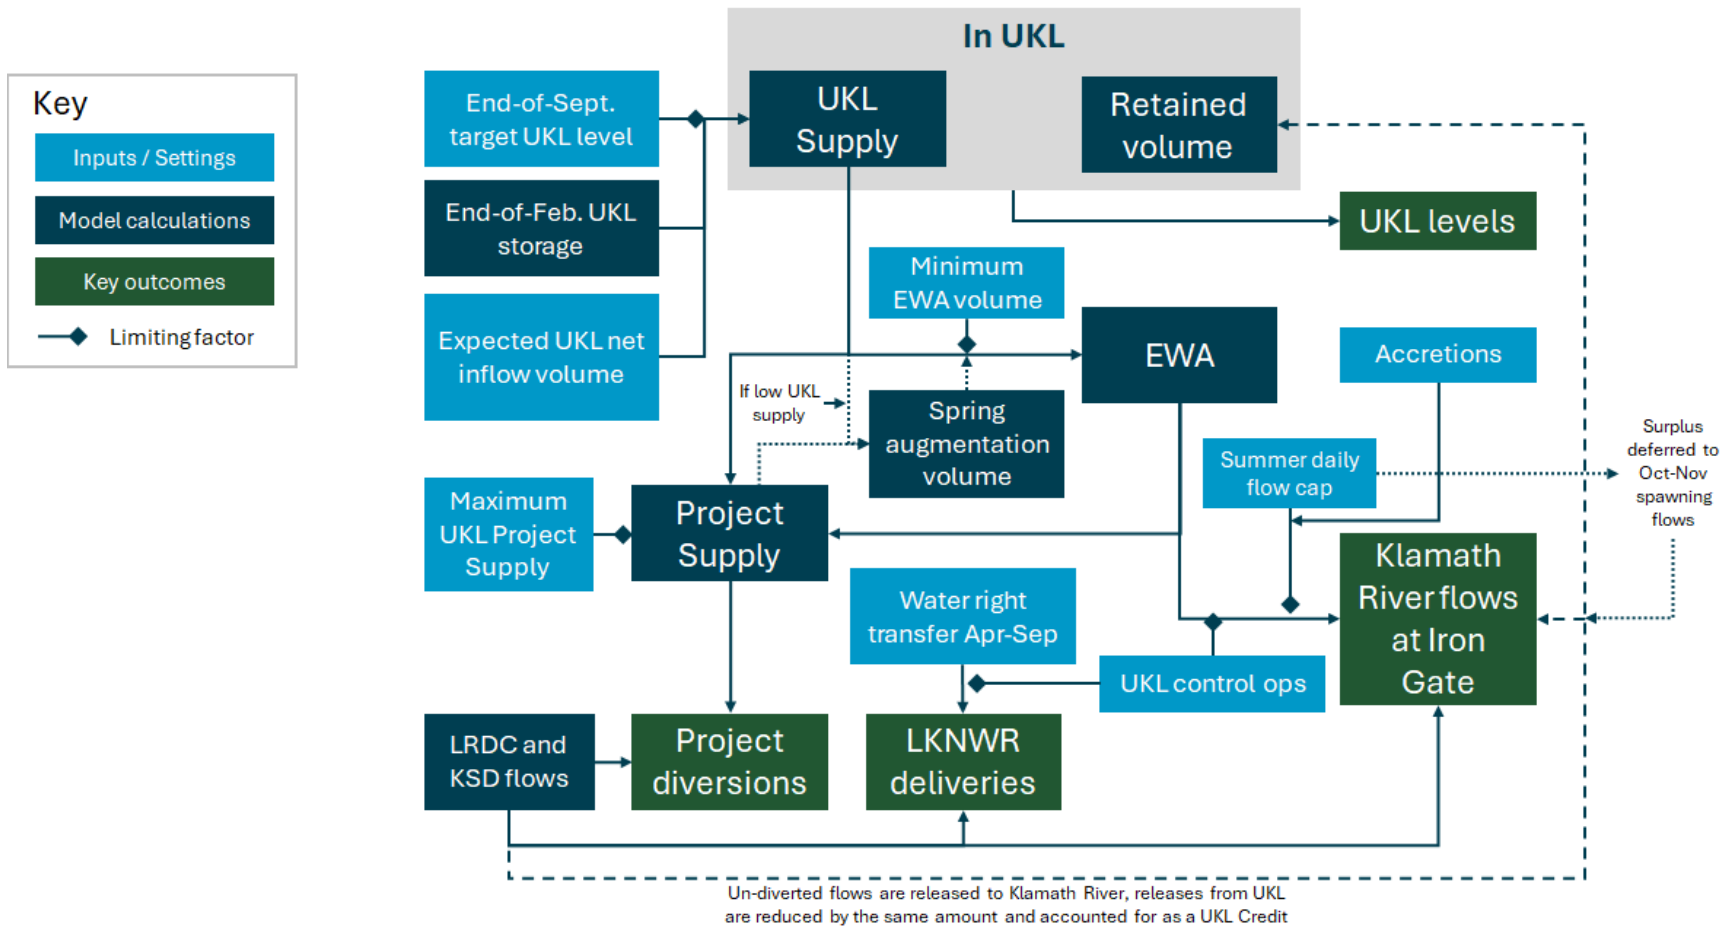 In UKL
Key
Inputs / Settings
Model calculations
Key outcomes
Limiting factor
End-of-Sept.
target UKL level
End-of-Feb. UKL
storage
Expected UKL net
inflow volume
UKL
Supply
Retained
volume
UKL levels
Minimum
EWA volume
EWA
Accretions
If low UKL
supply
Spring
augmentation
volume
Summer daily
flow cap
Surplus
deferred to
Oct-Nov
spawning
flows
Maximum
UKL Project
Supply
Project
Supply
Klamath
River flows
at Iron
Gate
Water right
transfer Apr-Sep
UKL control ops
LRDC and
KSD flows
Project
diversions
LKNWR
deliveries
Un-diverted flows are released to Klamath River, releases from UKL
are reduced by the same amount and accounted for as a UKL Credit